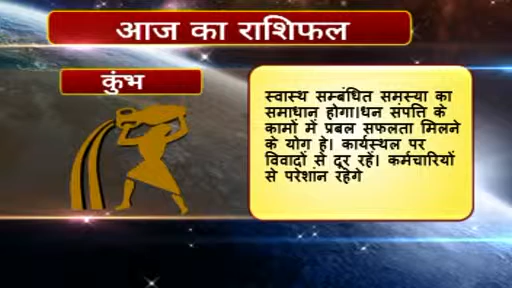 आज का राशिफल
कुंभ
स्वास्थ सम्बंधित समस्या का
समाधान होगा।धन संपत्ति के
कामों में प्रबल सफलता मिलने
के योग हे। कार्यस्थल पर
विवादों से दूर रहें। कर्मचारियों
से परेशान रहेगे